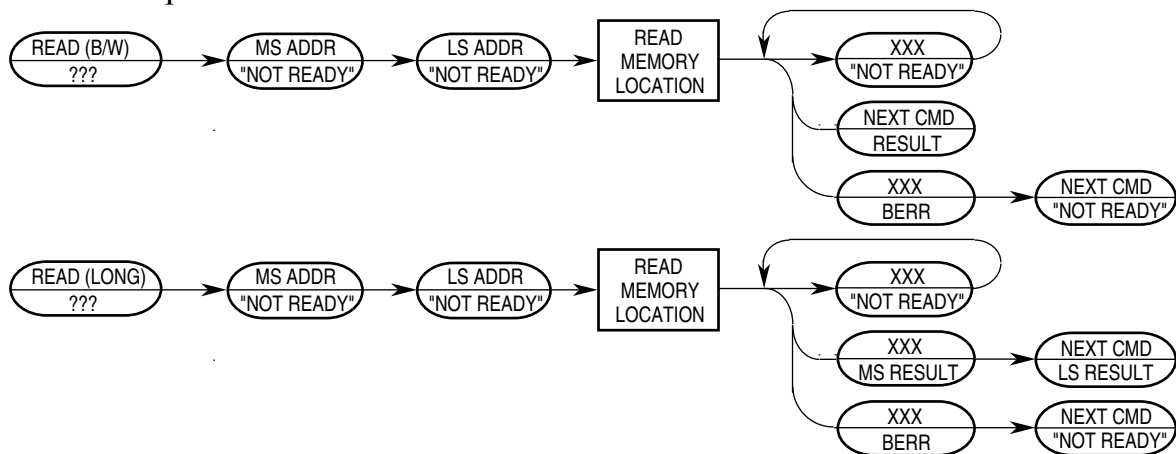 READ (B/W)
???
MS ADDR
"NOT READY"
LS ADDR
"NOT READY"
READ
MEMORY
LOCATION
XXX
"NOT READY"
NEXT CMD
RESULT
XXX
BERR
NEXT CMD
"NOT READY"
READ (LONG)
???
MS ADDR
"NOT READY"
LS ADDR
"NOT READY"
READ
MEMORY
LOCATION
XXX
"NOT READY"
XXX
MS RESULT
NEXT CMD
LS RESULT
XXX
BERR
NEXT CMD
"NOT READY"